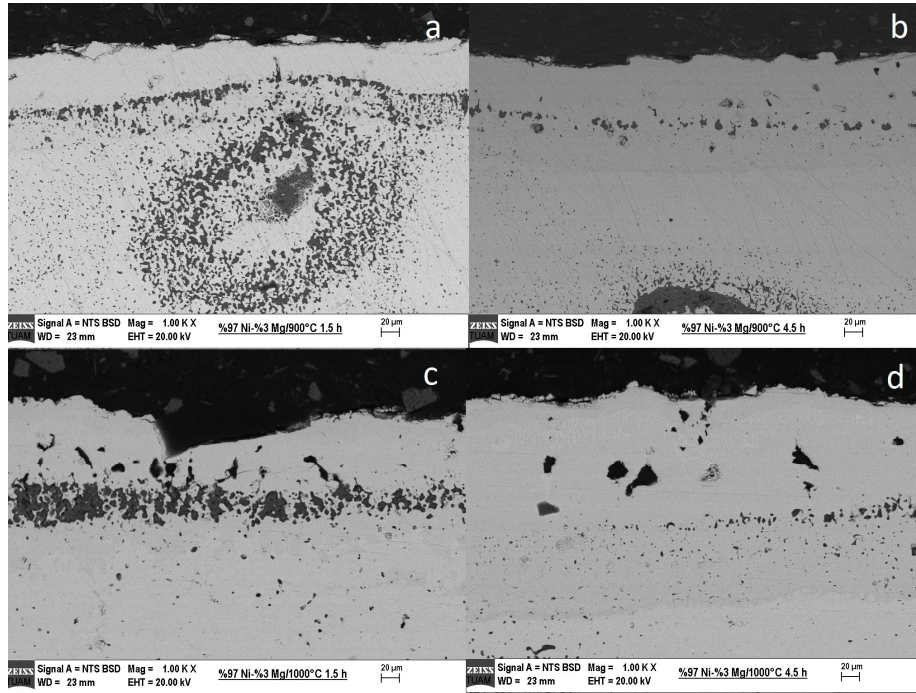 a
b
ZEISS Signal A = NTS BSD Mag = 1.00 K X %97 Ni-%3 Mg/900°C 1.5 h 20 µm
TUAM WD = 23 mm EHT = 20.00 kV
ZEISS Signal A = NTS BSD Mag = 1.00 K X %97 Ni-%3 Mg/900°C 4.5 h 20 µm
TUAM WD = 23 mm EHT = 20.00 kV
c
d
ZEISS Signal A = NTS BSD Mag = 1.00 K X %97 Ni-%3 Mg/1000°C 1.5 h 20 µm
TUAM WD = 23 mm EHT = 20.00 kV
ZEISS Signal A = NTS BSD Mag = 1.00 K X %97 Ni-%3 Mg/1000°C 4.5 h 20 µm
TUAM WD = 23 mm EHT = 20.00 kV